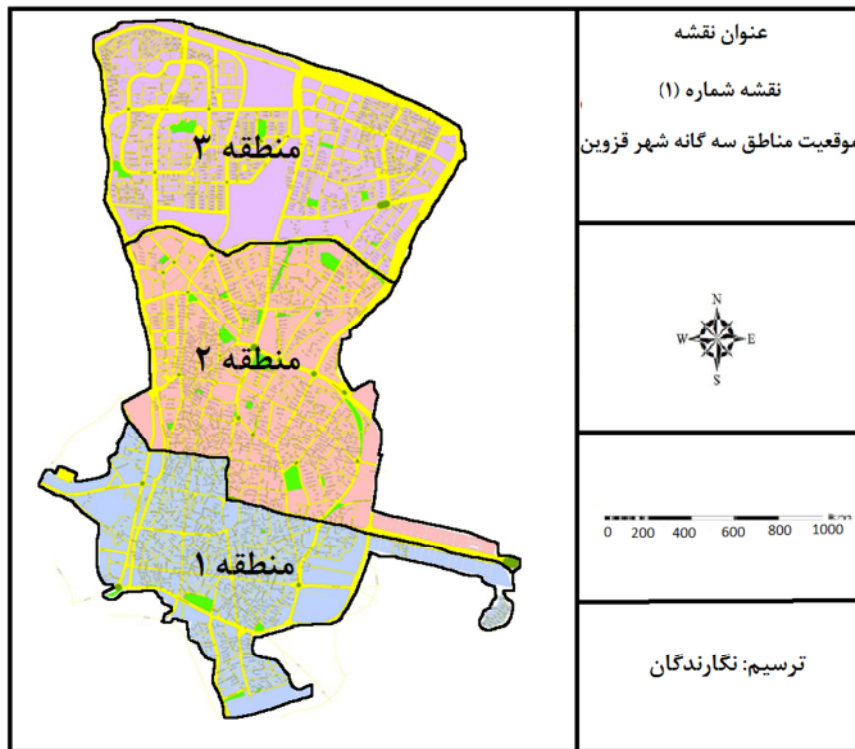 عنوان نقشه
نقشه شماره (۱)
موقعیت مناطق سه گانه شهر قزوین
منطقه ۳
منطقه ۲
منطقه ۱
N
W E
S
0 200 400 600 800 1000
ترسیم: نگارندگان